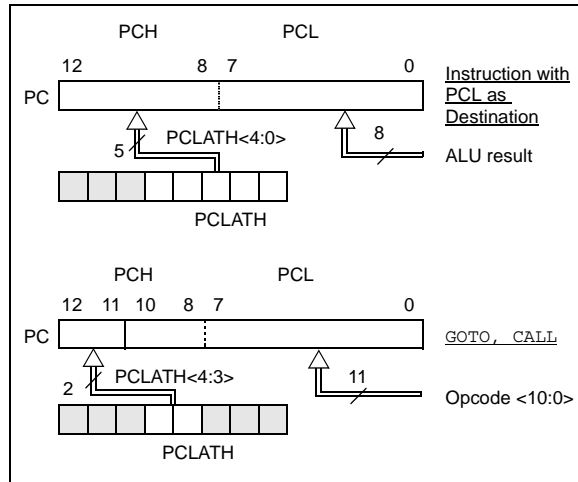 PCH PCL
12 8 7 0
PC
Instruction with
PCL as
Destination
5 PCLATH<4:0> 8
ALU result
PCLATH
PCH PCL
12 11 10 8 7 0
PC
GOTO, CALL
2 PCLATH<4:3> 11
Opcode <10:0>
PCLATH